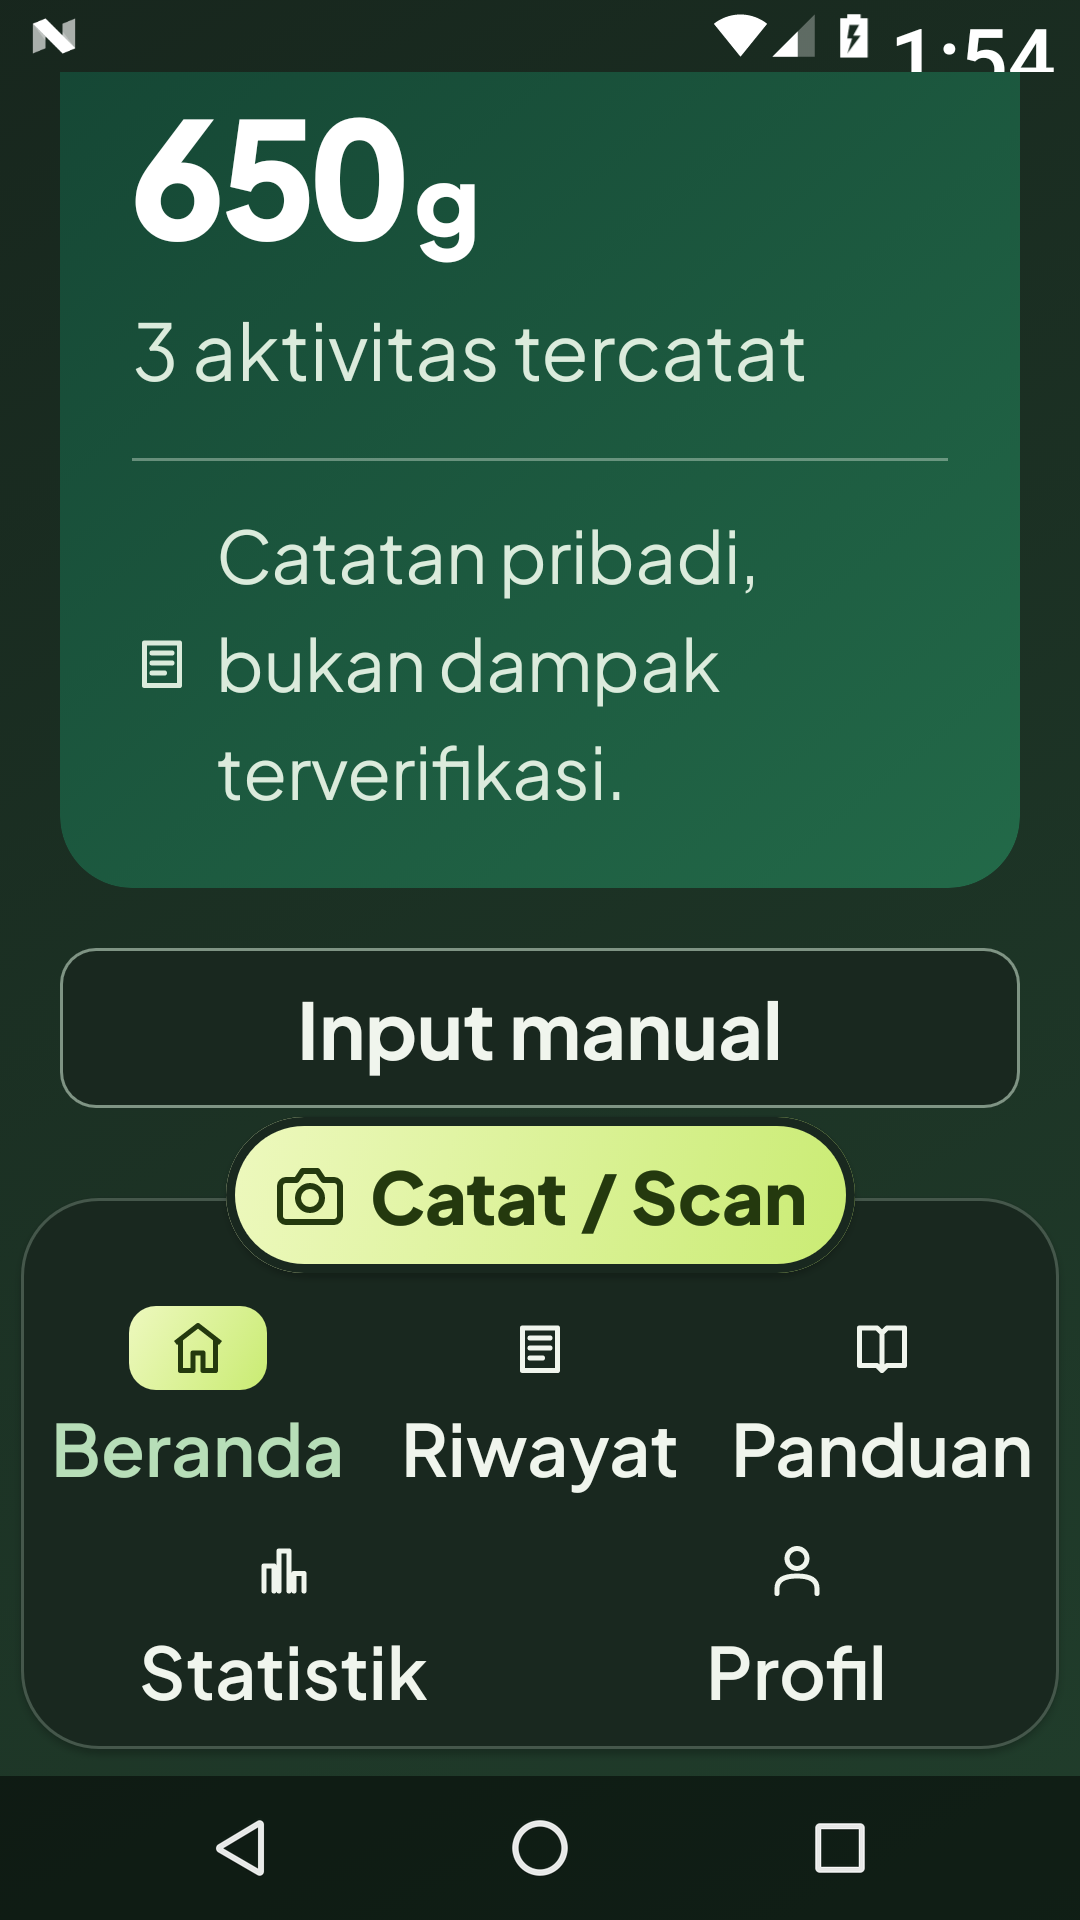 1:54
650g
3 aktivitas tercatat
Catatan pribadi,
bukan dampak
terverifikasi.
Input manual
Catat / Scan
Beranda
Riwayat
Panduan
Statistik
Profil